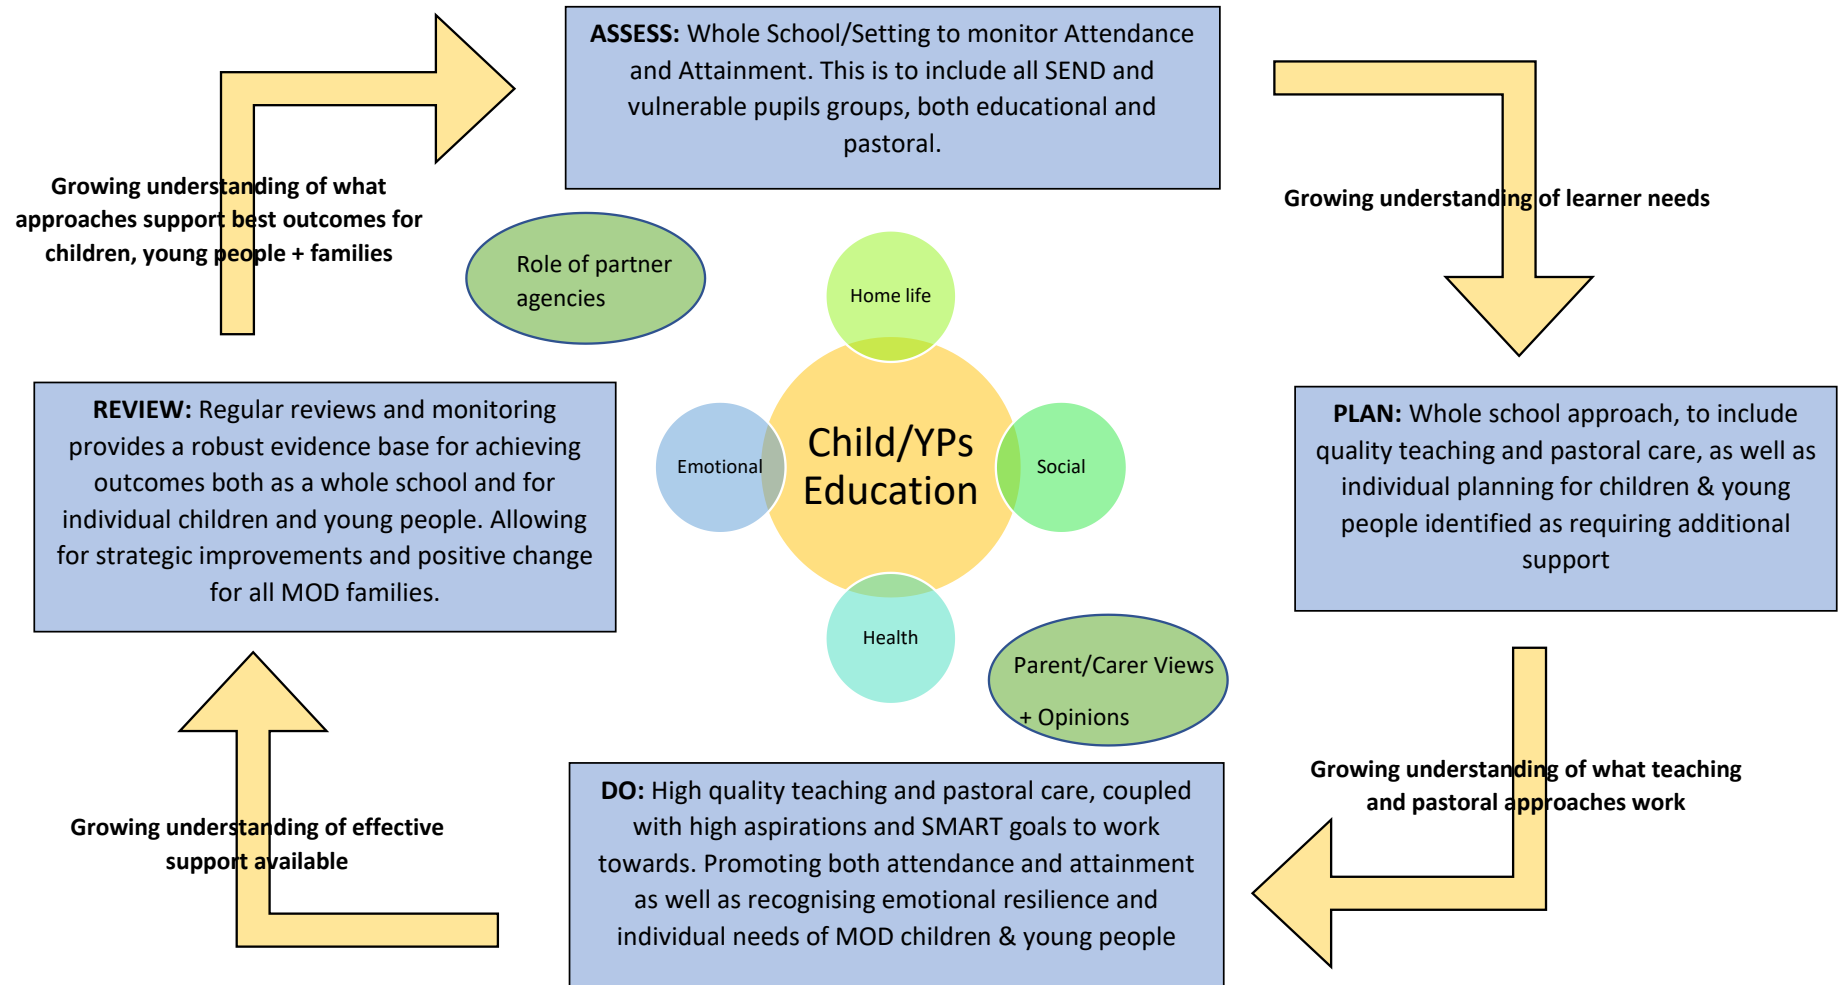 ASSESS: Whole School/Setting to monitor Attendance
and Attainment. This is to include all SEND and
vulnerable pupils groups, both educational and
pastoral.
Growing understanding of what
approaches support best outcomes for
children, young people + families
Growing understanding of learner needs
Role of partner
agencies
Home life
Emotional
Child/YPs
Education
Social
Health
REVIEW: Regular reviews and monitoring
provides a robust evidence base for achieving
outcomes both as a whole school and for
individual children and young people. Allowing
for strategic improvements and positive change
for all MOD families.
PLAN: Whole school approach, to include
quality teaching and pastoral care, as well as
individual planning for children & young
people identified as requiring additional
support
Parent/Carer Views
+ Opinions
Growing understanding of effective
support available
DO: High quality teaching and pastoral care, coupled
with high aspirations and SMART goals to work
towards. Promoting both attendance and attainment
as well as recognising emotional resilience and
individual needs of MOD children & young people
Growing understanding of what teaching
and pastoral approaches work